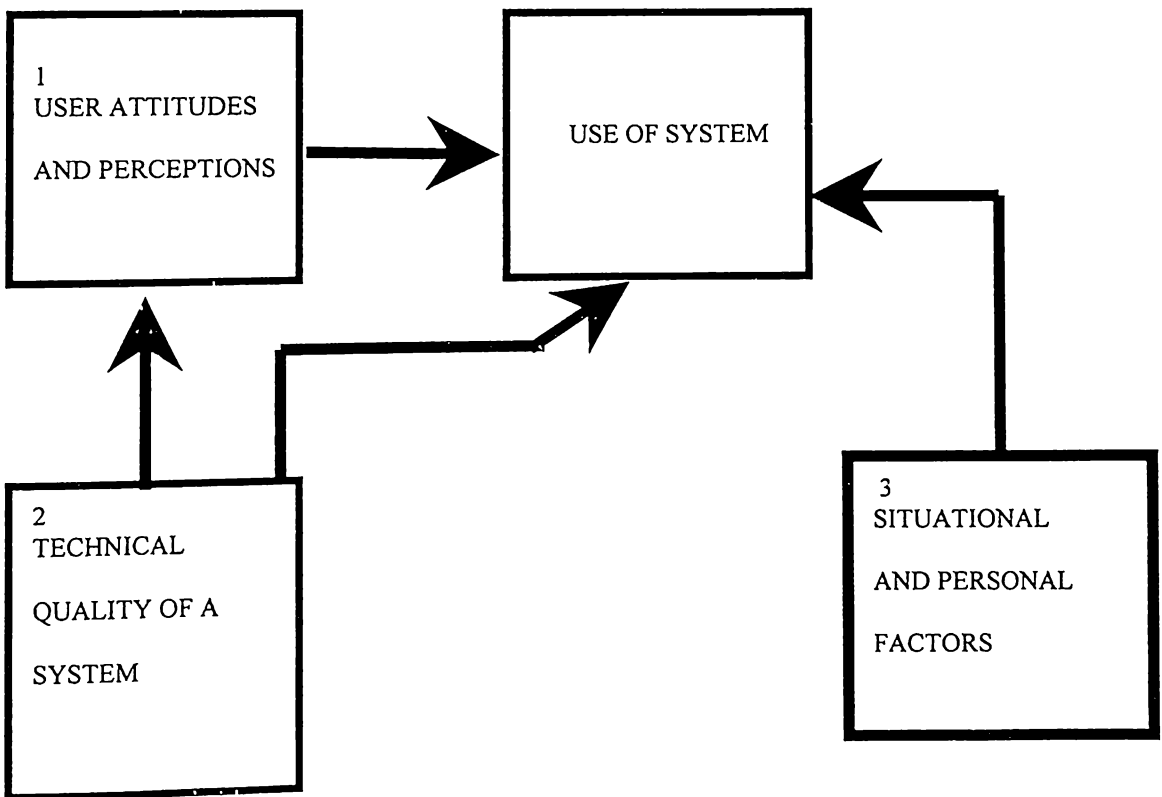 1
USER ATTITUDES
AND PERCEPTIONS
USE OF SYSTEM
2
TECHNICAL
QUALITY OF A
SYSTEM
3
SITUATIONAL
AND PERSONAL
FACTORS